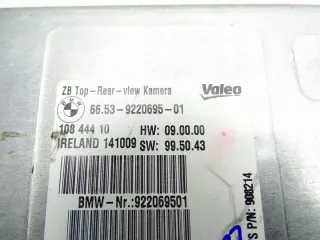 ZB Top-Rear-view Kamera
Valeo
66.53-9220695-01
108 444 10
HW: 09.00.00
IRELAND 141009
SW: 99.50.43
BMW-Nr.:922069501
S P/N: 908214